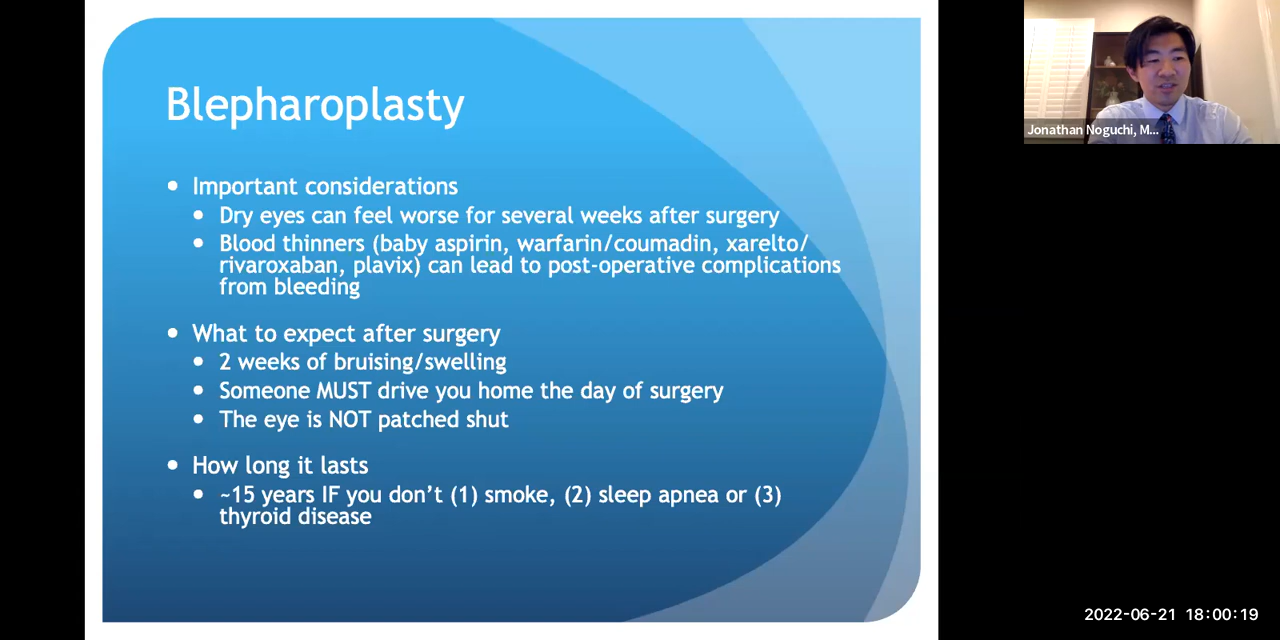 Blepharoplasty
• Important considerations
• Dry eyes can feel worse for several weeks after surgery
• Blood thinners (baby aspirin, warfarin/coumadin, xarelto/
rivaroxaban, plavix) can lead to post-operative complications
from bleeding
• What to expect after surgery
• 2 weeks of bruising/swelling
• Someone MUST drive you home the day of surgery
• The eye is NOT patched shut
• How long it lasts
• ~15 years IF you don’t (1) smoke, (2) sleep apnea or (3)
thyroid disease
Jonathan Noguchi, M...
2022-06-21 18:00:19